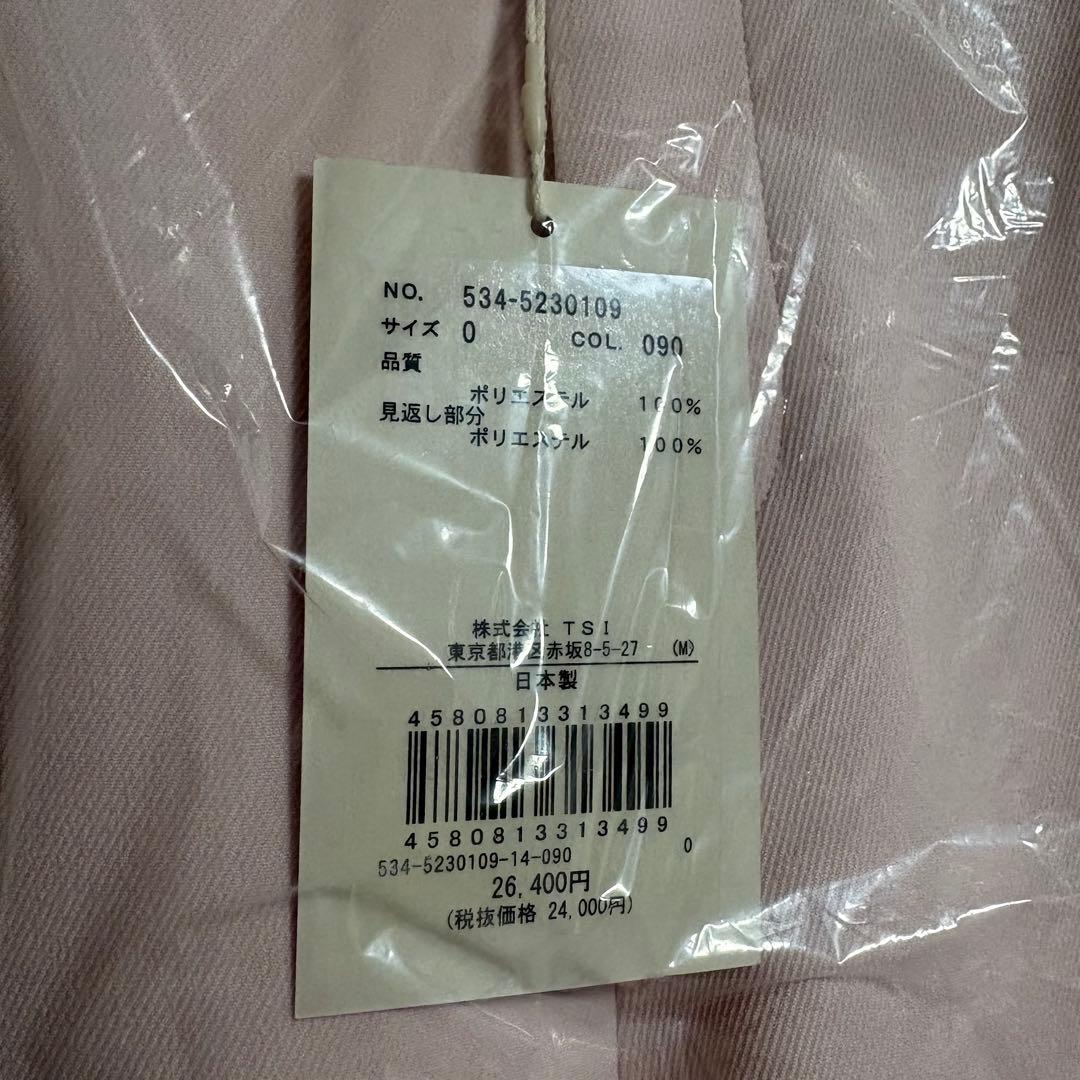 NO. 534-5230109
サイズ 0 COL. 090
品質
ポリエステル 100%
見返し部分
ポリエステル 100%
株式会社 TSI
東京都港区赤坂8-5-27 (M)
日本製
4580813313499
4580813313499
534-5230109-14-090 0
26,400円
(税抜価格 24,000円)